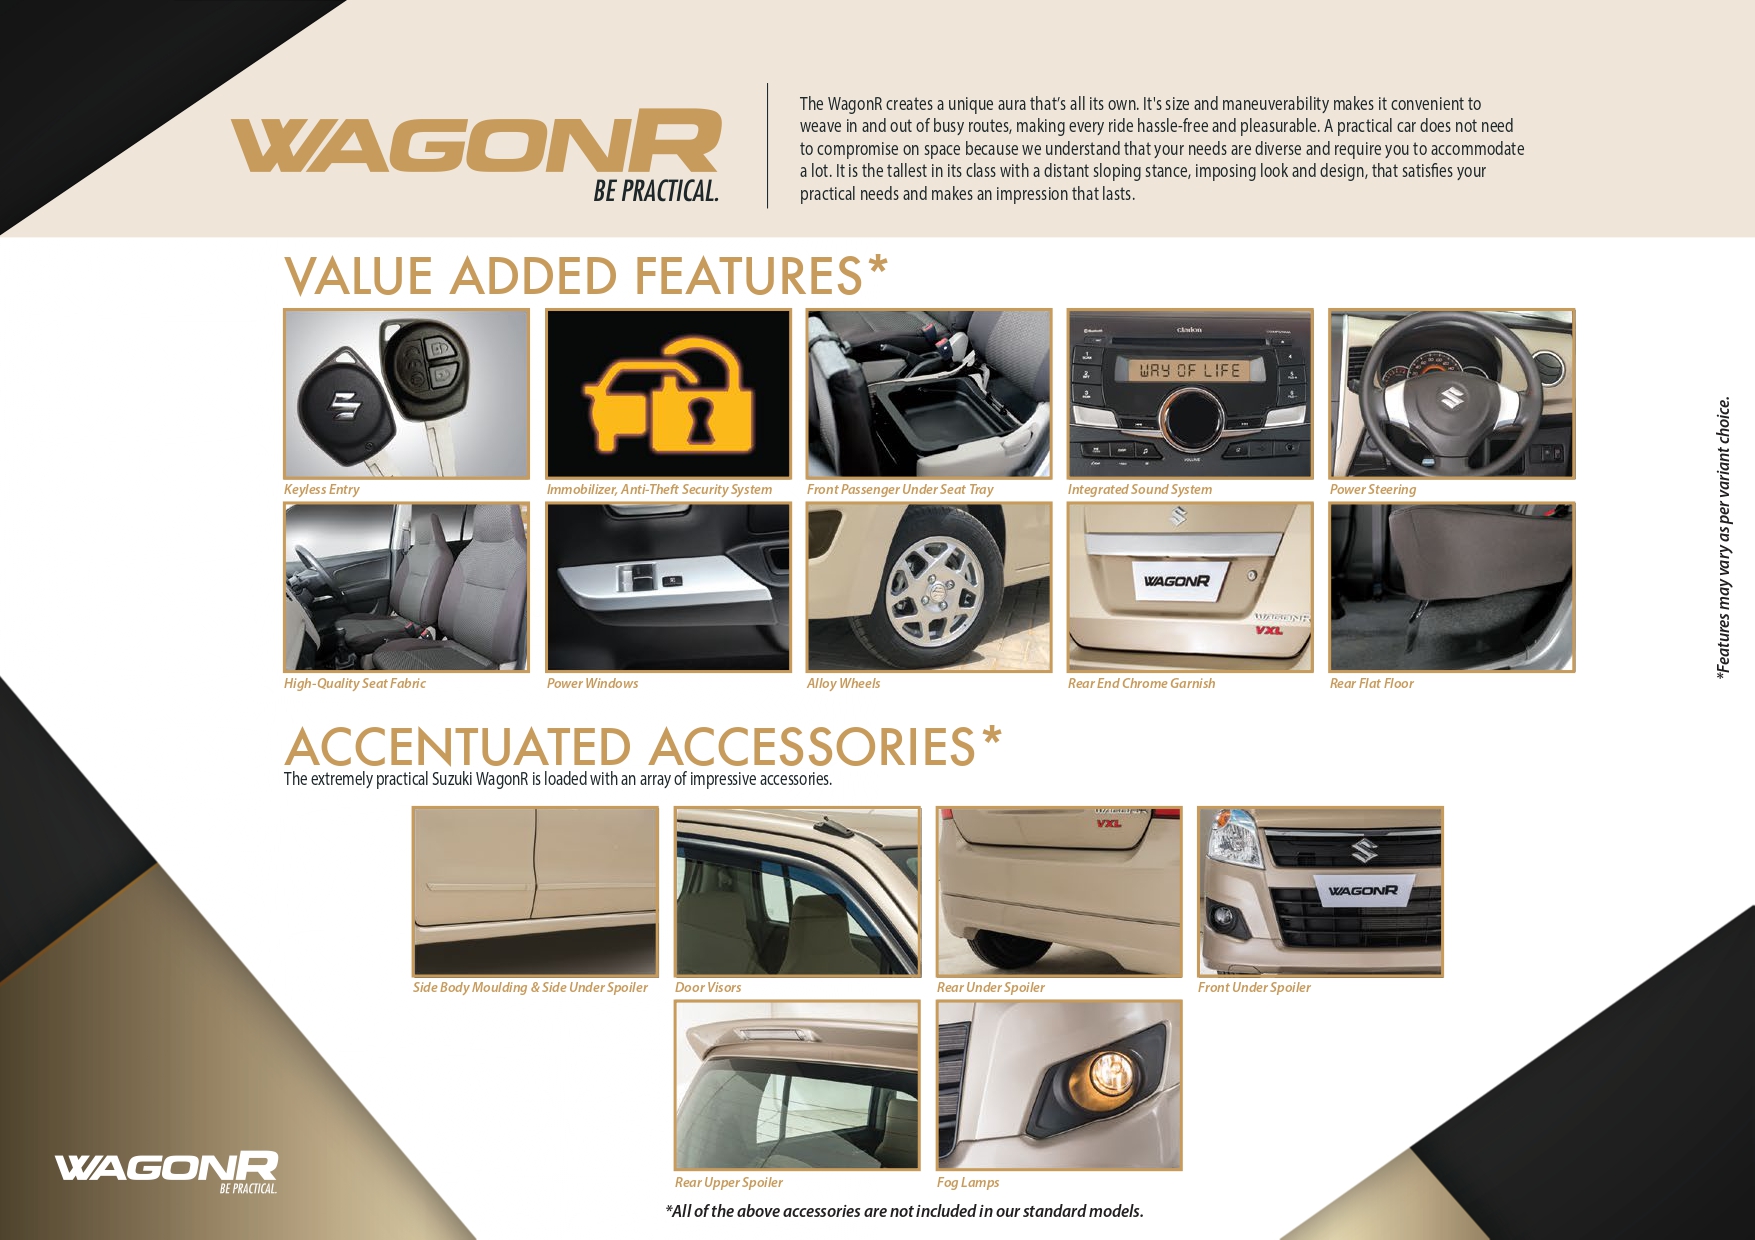 WAGONR
BE PRACTICAL.
The WagonR creates a unique aura that's all its own. It's size and maneuverability makes it convenient to
weave in and out of busy routes, making every ride hassle-free and pleasurable. A practical car does not need
to compromise on space because we understand that your needs are diverse and require you to accommodate
a lot. It is the tallest in its class with a distant sloping stance, imposing look and design, that satisfies your
practical needs and makes an impression that lasts.
VALUE ADDED FEATURES*
clarion
WAY OF LIFE
Keyless Entry
Immobilizer, Anti-Theft Security System
Front Passenger Under Seat Tray
Integrated Sound System
Power Steering
WAGONR
WAGONR
VXL
High-Quality Seat Fabric
Power Windows
Alloy Wheels
Rear End Chrome Garnish
Rear Flat Floor
*Features may vary as per variant choice.
ACCENTUATED ACCESSORIES*
The extremely practical Suzuki WagonR is loaded with an array of impressive accessories.
WAGONR
VXL
WAGONR
Side Body Moulding & Side Under Spoiler
Door Visors
Rear Under Spoiler
Front Under Spoiler
Rear Upper Spoiler
Fog Lamps
*All of the above accessories are not included in our standard models.
WAGONR
BE PRACTICAL.